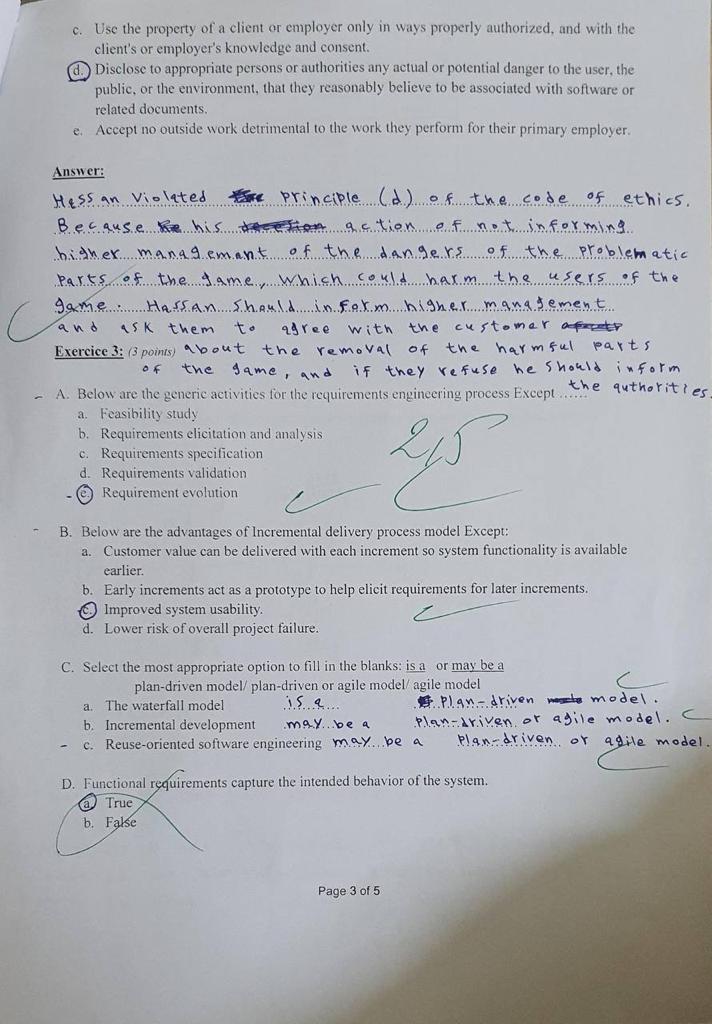 c. Use the property of a client or employer only in ways properly authorized, and with the
client's or employer's knowledge and consent.
d. Disclose to appropriate persons or authorities any actual or potential danger to the user, the
public, or the environment, that they reasonably believe to be associated with software or
related documents.
e. Accept no outside work detrimental to the work they perform for their primary employer.
Answer:
Hassan Violated principle (d) of the code of ethics.
Because his action of not informing
higher management of the dangers of the problematic
Parts of the game, which could harm the users of the
game. Hassan should inform higher management
and ask them to agree with the customer
Exercice 3: (3 points) about the removal of the harmful parts
of the game, and if they refuse he should inform
the authorities.
A. Below are the generic activities for the requirements engineering process Except ......
a. Feasibility study
b. Requirements elicitation and analysis
c. Requirements specification
d. Requirements validation
e. Requirement evolution
2,5
B. Below are the advantages of Incremental delivery process model Except:
a. Customer value can be delivered with each increment so system functionality is available
earlier.
b. Early increments act as a prototype to help elicit requirements for later increments.
c. Improved system usability.
d. Lower risk of overall project failure.
C. Select the most appropriate option to fill in the blanks: is a or may be a
plan-driven model/ plan-driven or agile model/ agile model
a. The waterfall model is a Plan-driven model.
b. Incremental development may be a Plan-driven or agile model.
c. Reuse-oriented software engineering may be a Plan-driven or agile model.
D. Functional requirements capture the intended behavior of the system.
a. True
b. False
Page 3 of 5